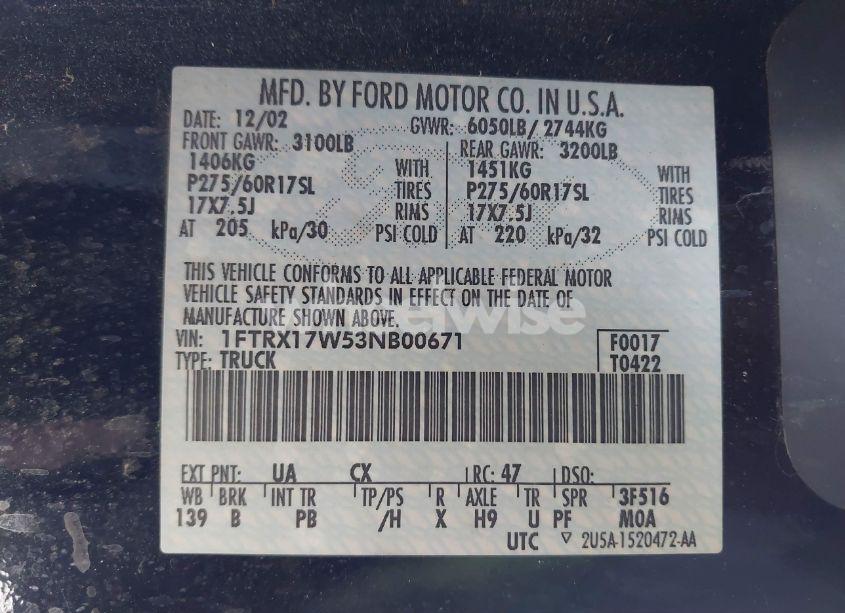 MFD. BY FORD MOTOR CO. IN U.S.A.
DATE: 12/02 GVWR: 6050LB/ 2744KG
FRONT GAWR: 3100LB REAR GAWR: 3200LB
1406KG WITH 1451KG WITH
P275/60R17SL TIRES P275/60R17SL TIRES
17X7.5J RIMS 17X7.5J RIMS
AT 205 kPa/30 PSI COLD AT 220 kPa/32 PSI COLD
THIS VEHICLE CONFORMS TO ALL APPLICABLE FEDERAL MOTOR
VEHICLE SAFETY STANDARDS IN EFFECT ON THE DATE OF
MANUFACTURE SHOWN ABOVE.
VIN: 1FTRX17W53NB00671 F0017
TYPE: TRUCK T0422
EXT PNT: UA CX RC: 47 DSO:
WB BRK INT TR TP/PS R AXLE TR SPR 3F516
139 B PB /H X H9 U PF M0A
UTC ▽ 2U5A-1520472-AA